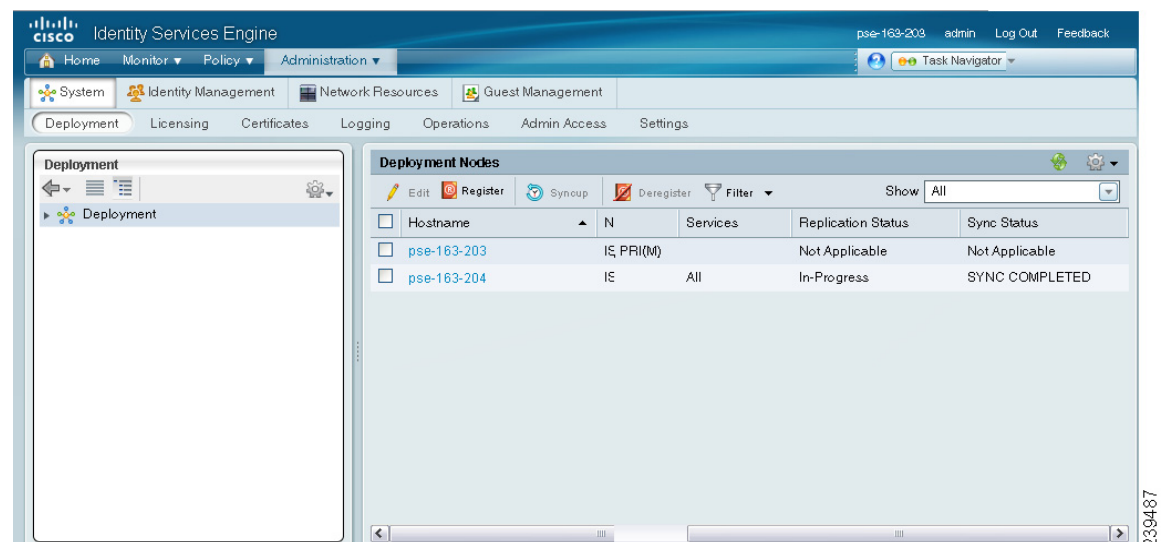 CISCO Identity Services Engine pse-163-203 admin Log Out Feedback
Home Monitor Policy Administration Task Navigator
System Identity Management Network Resources Guest Management
Deployment Licensing Certificates Logging Operations Admin Access Settings
Deployment
Deployment
Deployment Nodes
Edit Register Syncup Deregister Filter Show All
Hostname N Services Replication Status Sync Status
pse-163-203 PRI(M) Not Applicable Not Applicable
pse-163-204 All In-Progress SYNC COMPLETED
239487